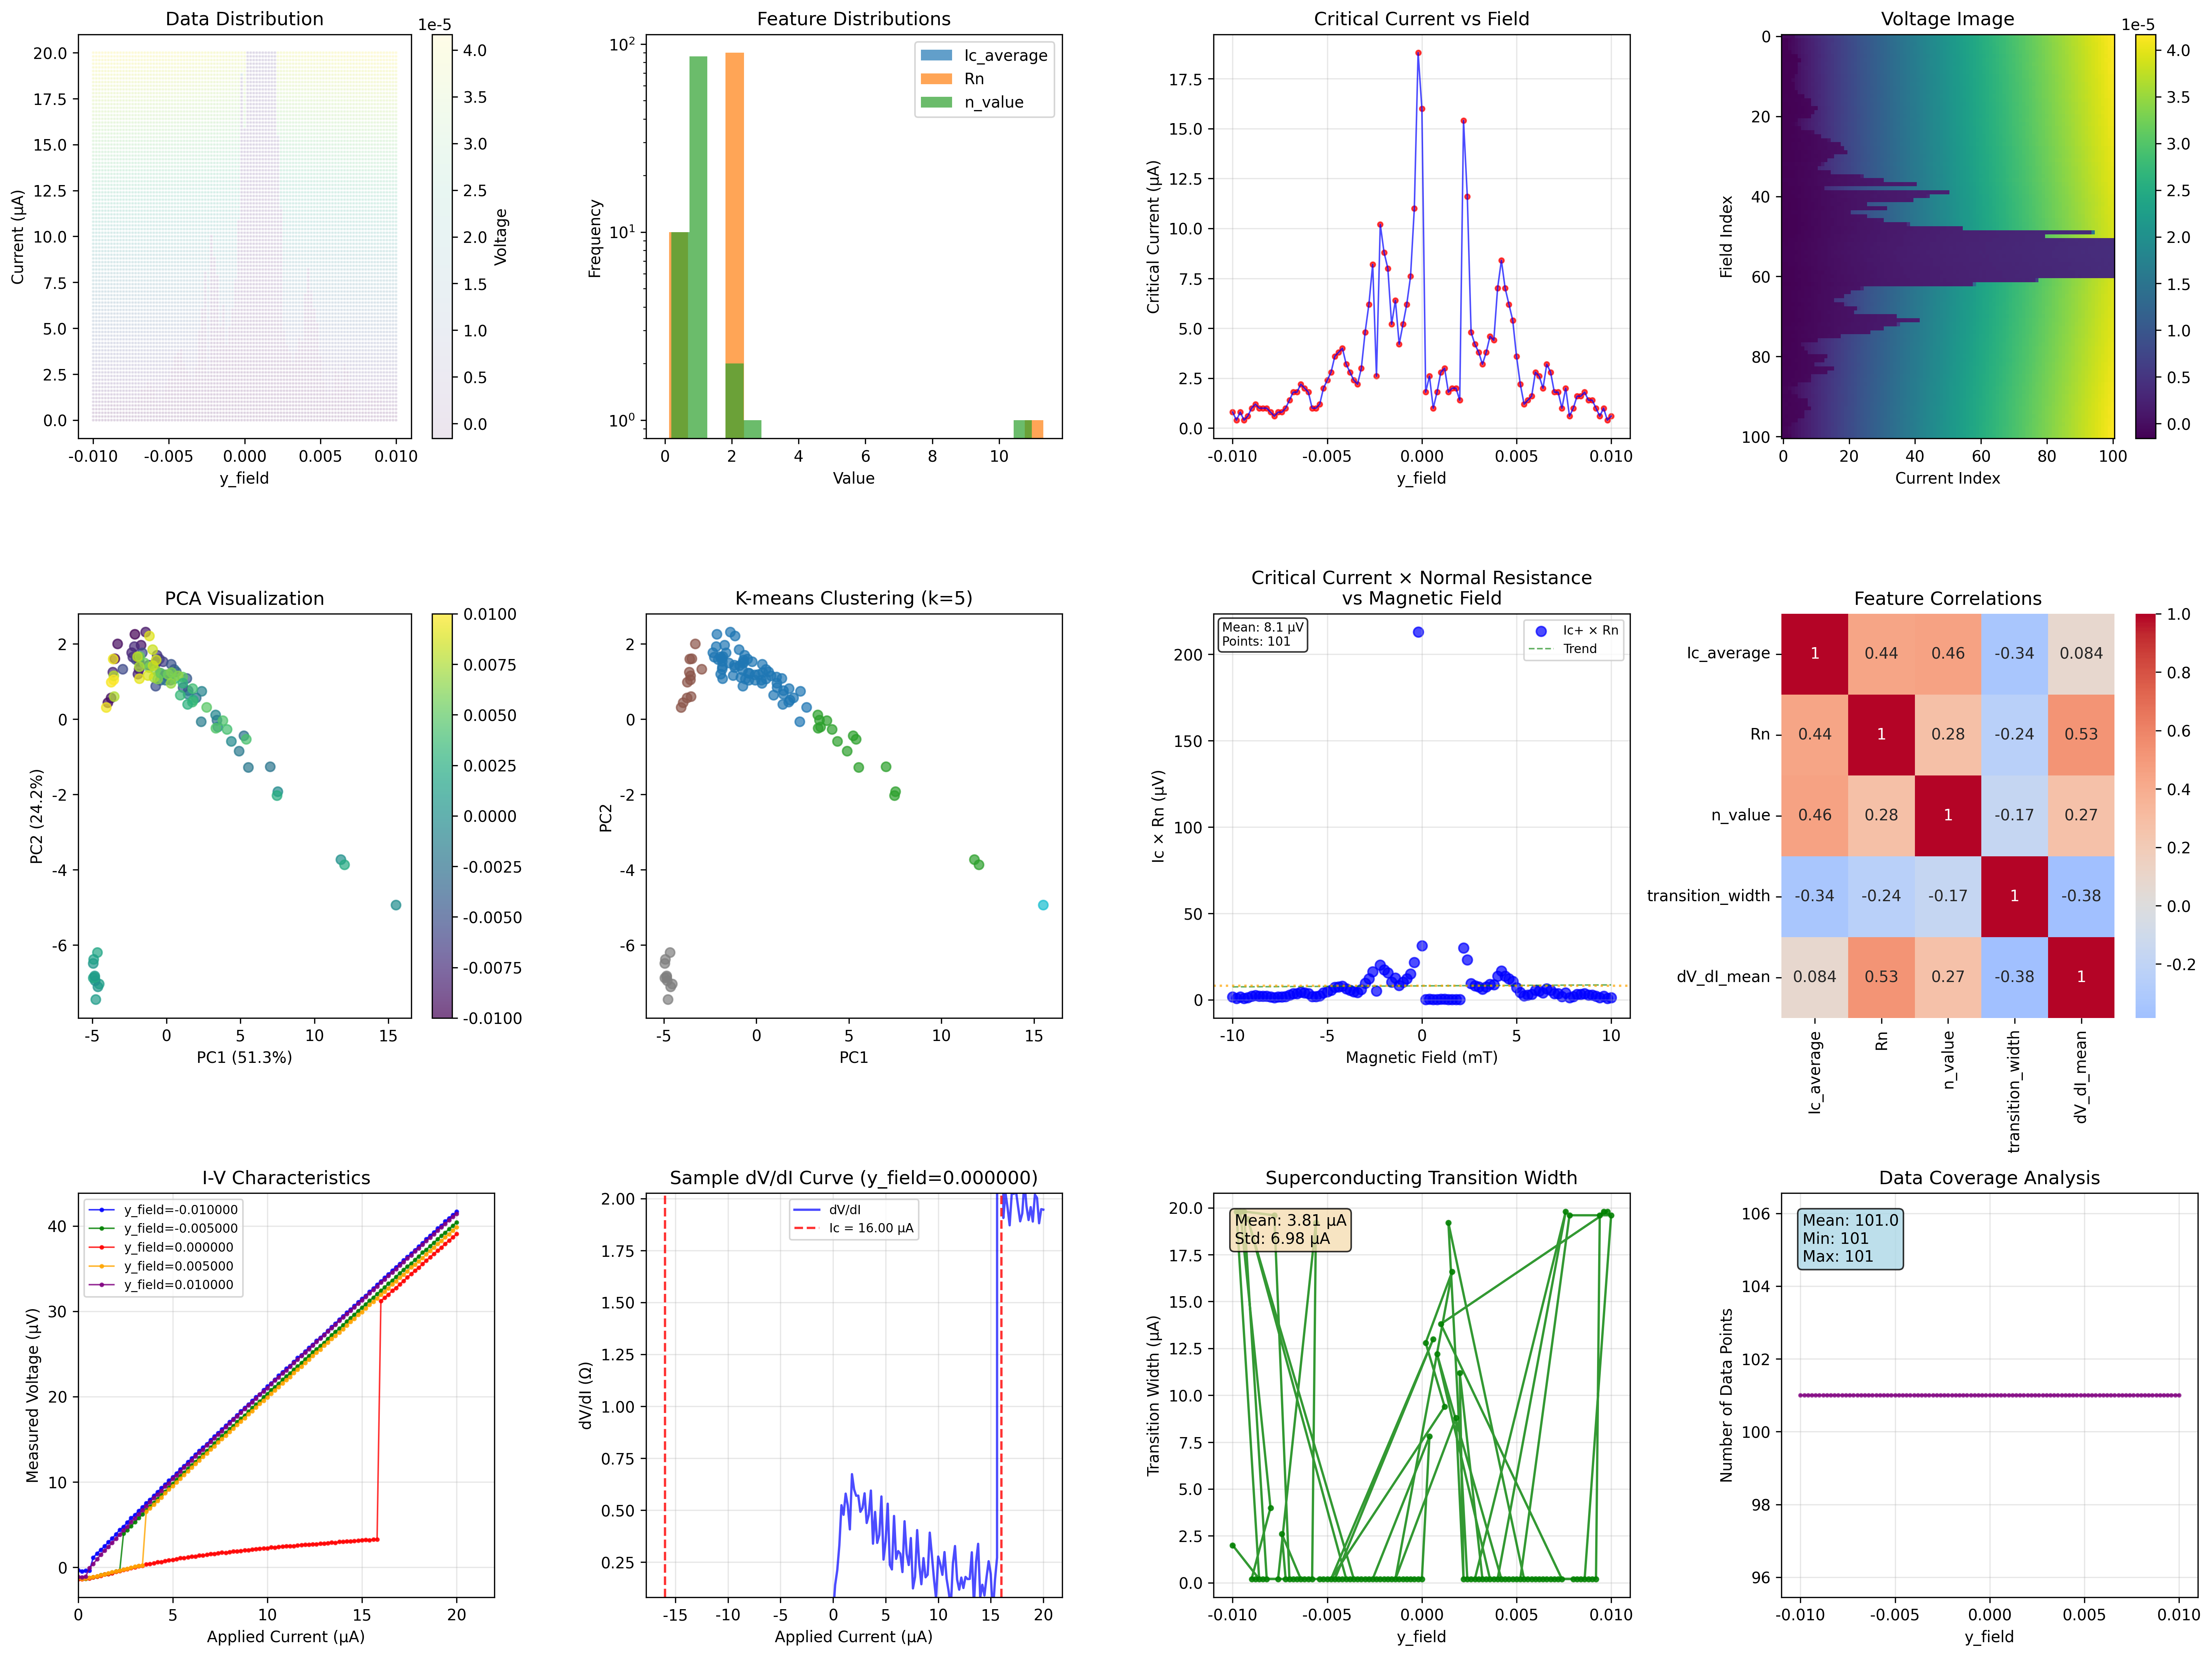 Data Distribution
1e-5
20.0
17.5
15.0
12.5
10.0
7.5
5.0
2.5
0.0
Current (μA)
-0.010
-0.005
0.000
0.005
0.010
y_field
4.0
3.5
3.0
2.5
2.0
1.5
1.0
0.5
0.0
Voltage
Feature Distributions
10²
10¹
10⁰
Frequency
Ic_average
Rn
n_value
0
2
4
6
8
10
Value
Critical Current vs Field
17.5
15.0
12.5
10.0
7.5
5.0
2.5
0.0
Critical Current (μA)
-0.010
-0.005
0.000
0.005
0.010
y_field
Voltage Image
1e-5
0
20
40
60
80
100
Field Index
0
20
40
60
80
100
Current Index
4.0
3.5
3.0
2.5
2.0
1.5
1.0
0.5
0.0
PCA Visualization
2
0
-2
-4
-6
PC2 (24.2%)
-5
0
5
10
15
PC1 (51.3%)
0.0100
0.0075
0.0050
0.0025
0.0000
-0.0025
-0.0050
-0.0075
-0.0100
K-means Clustering (k=5)
2
0
-2
-4
-6
PC2
-5
0
5
10
15
PC1
Critical Current × Normal Resistance
vs Magnetic Field
Mean: 8.1 μV
Points: 101
Ic+ × Rn
Trend
200
150
100
50
0
Ic × Rn (μV)
-10
-5
0
5
10
Magnetic Field (mT)
Feature Correlations
Ic_average
1 0.44 0.46 -0.34 0.084
Rn
0.44 1 0.28 -0.24 0.53
n_value
0.46 0.28 1 -0.17 0.27
transition_width
-0.34 -0.24 -0.17 1 -0.38
dV_dI_mean
0.084 0.53 0.27 -0.38 1
Ic_average
Rn
n_value
transition_width
dV_dI_mean
1.0
0.8
0.6
0.4
0.2
0.0
-0.2
I-V Characteristics
y_field=-0.010000
y_field=-0.005000
y_field=0.000000
y_field=0.005000
y_field=0.010000
40
30
20
10
0
Measured Voltage (μV)
0
5
10
15
20
Applied Current (μA)
Sample dV/dI Curve (y_field=0.000000)
dV/dI
Ic = 16.00 μA
2.00
1.75
1.50
1.25
1.00
0.75
0.50
0.25
dV/dI (Ω)
-15
-10
-5
0
5
10
15
20
Applied Current (μA)
Superconducting Transition Width
Mean: 3.81 μA
Std: 6.98 μA
20.0
17.5
15.0
12.5
10.0
7.5
5.0
2.5
0.0
Transition Width (μA)
-0.010
-0.005
0.000
0.005
0.010
y_field
Data Coverage Analysis
Mean: 101.0
Min: 101
Max: 101
106
104
102
100
98
96
Number of Data Points
-0.010
-0.005
0.000
0.005
0.010
y_field